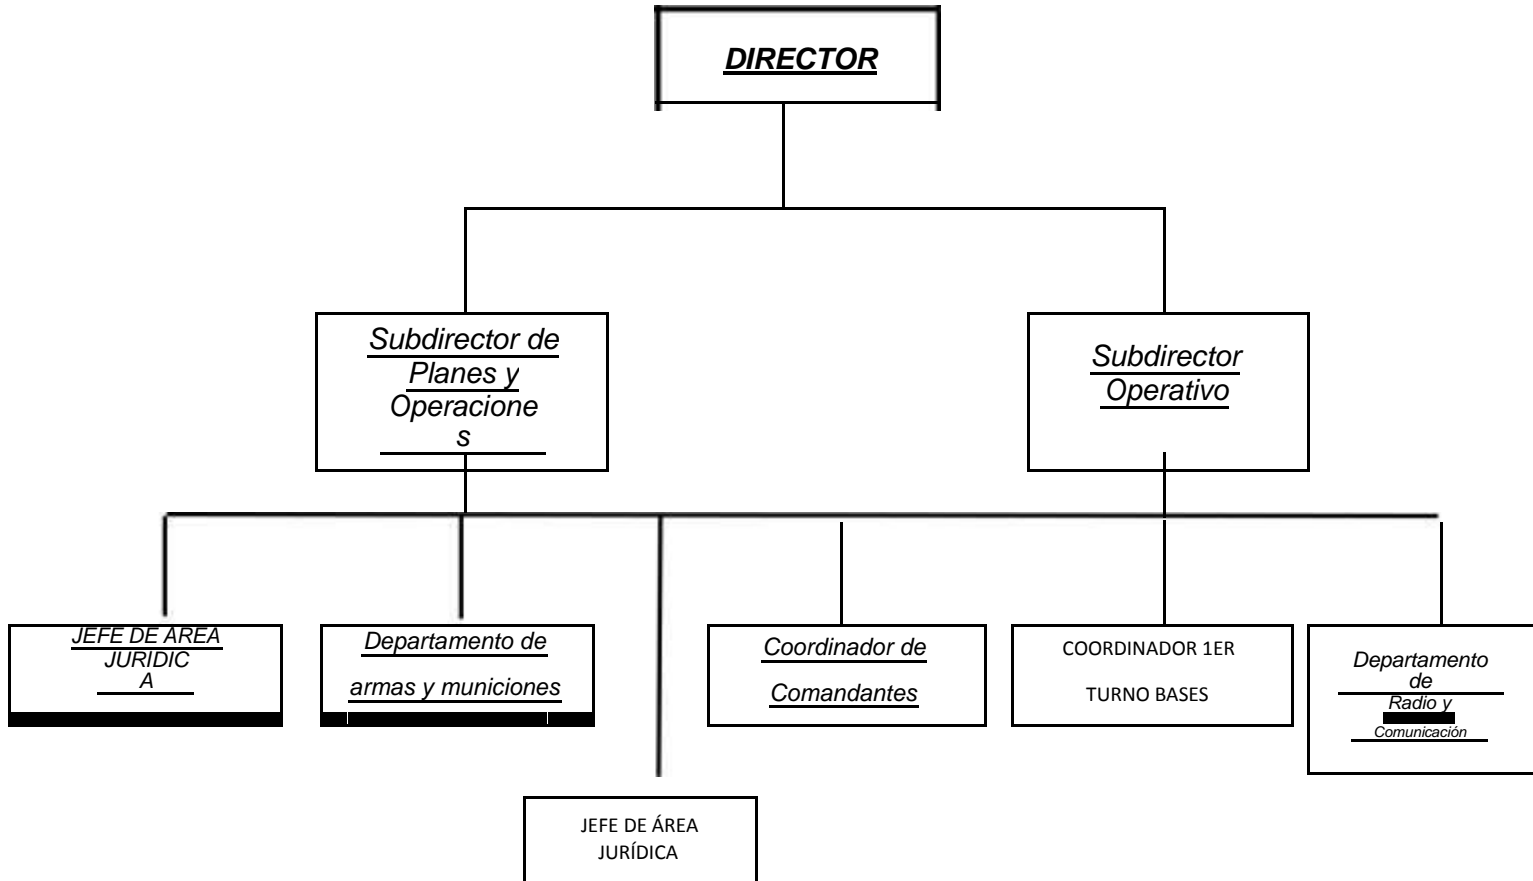 DIRECTOR
Subdirector de
Planes y
Operacione
s
Subdirector
Operativo
JEFE DE AREA
JURIDIC
A
Departamento de
armas y municiones
Coordinador de
Comandantes
COORDINADOR 1ER
TURNO BASES
Departamento
de
Radio y
Comunicación
JEFE DE ÁREA
JURÍDICA